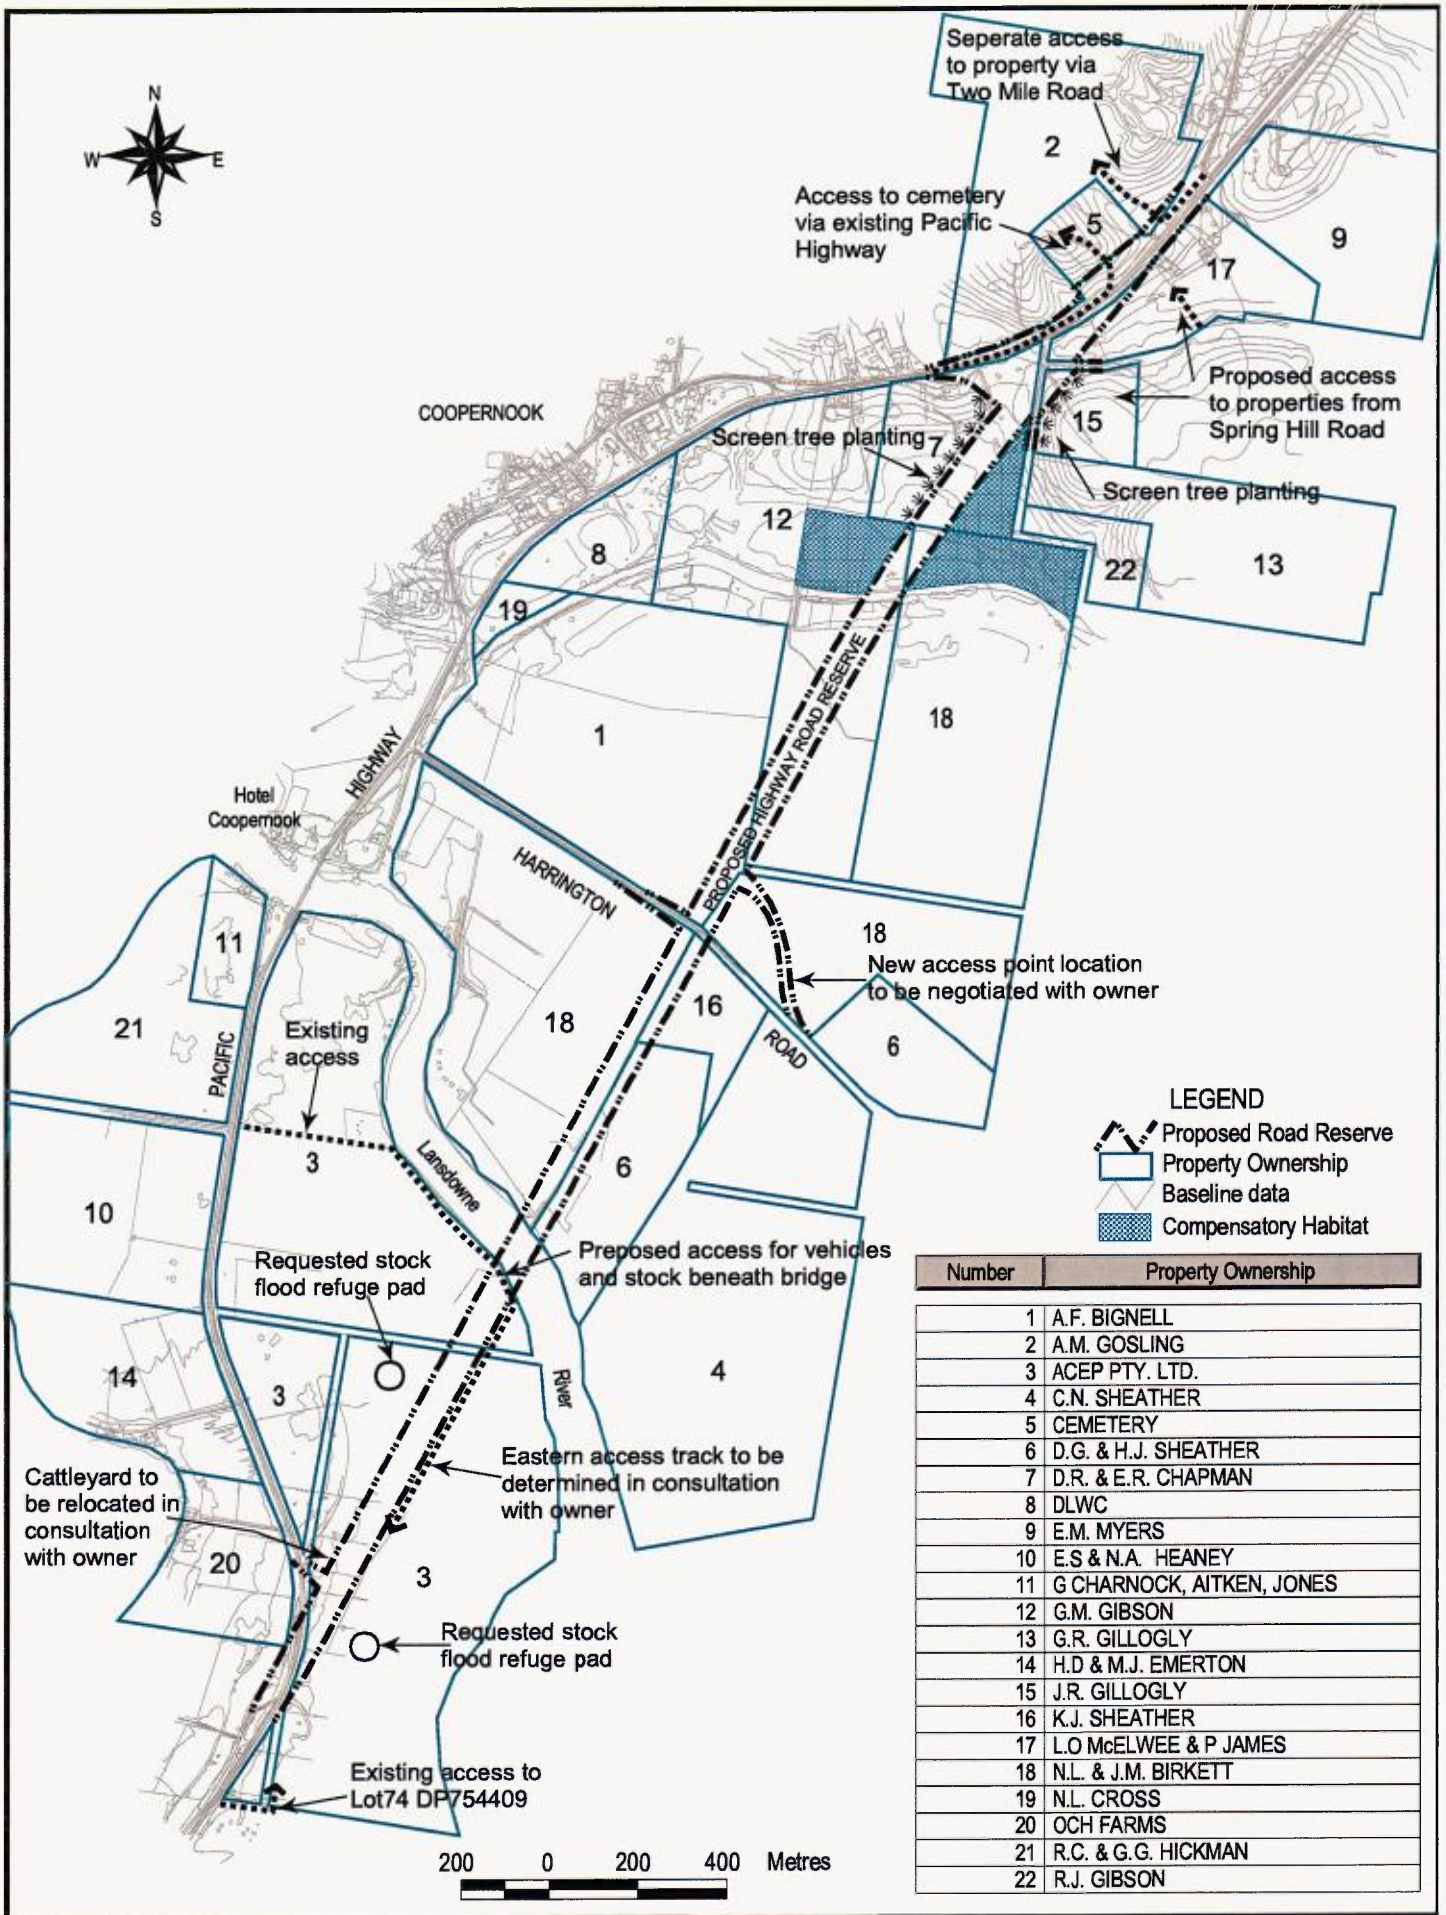 Seperate access
to property via
Two Mile Road
N
W
E
S
2
Access to cemetery
via existing Pacific
Highway
5
9
17
Proposed access
to properties from
Spring Hill Road
COOPERNOOK
Screen tree planting
7
15
Screen tree planting
12
8
22
13
19
PROPOSED HIGHWAY ROAD RESERVE
18
1
HIGHWAY
Hotel
Coopernook
HARRINGTON
18
11
New access point location
to be negotiated with owner
16
21
Existing
access
18
ROAD
6
PACIFIC
LEGEND
Proposed Road Reserve
Property Ownership
Baseline data
Compensatory Habitat
3
Lansdowne
6
10
Requested stock
flood refuge pad
Preposed access for vehicles
and stock beneath bridge
14
3
River
4
Cattleyard to
be relocated in
consultation
with owner
Eastern access track to be
determined in consultation
with owner
20
3
Requested stock
flood refuge pad
Existing access to
Lot74 DP754409
200 0 200 400 Metres
Number Property Ownership
1 A.F. BIGNELL
2 A.M. GOSLING
3 ACEP PTY. LTD.
4 C.N. SHEATHER
5 CEMETERY
6 D.G. & H.J. SHEATHER
7 D.R. & E.R. CHAPMAN
8 DLWC
9 E.M. MYERS
10 E.S & N.A. HEANEY
11 G CHARNOCK, AITKEN, JONES
12 G.M. GIBSON
13 G.R. GILLOGLY
14 H.D & M.J. EMERTON
15 J.R. GILLOGLY
16 K.J. SHEATHER
17 L.O McELWEE & P JAMES
18 N.L. & J.M. BIRKETT
19 N.L. CROSS
20 OCH FARMS
21 R.C. & G.G. HICKMAN
22 R.J. GIBSON